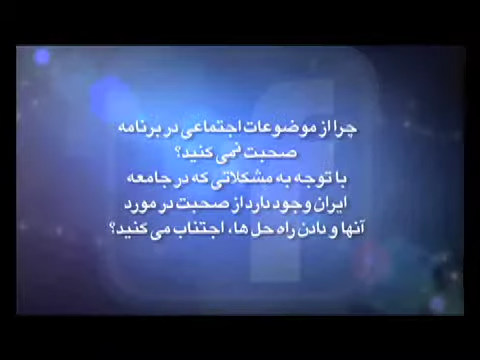 چرا از موضوعات اجتماعی در برنامه
صحبت نمی کنید؟
با توجه به مشکلاتی که در جامعه
ایران وجود دارد از صحبت در مورد
آنها و دادن راه حل ها، اجتناب می کنید؟